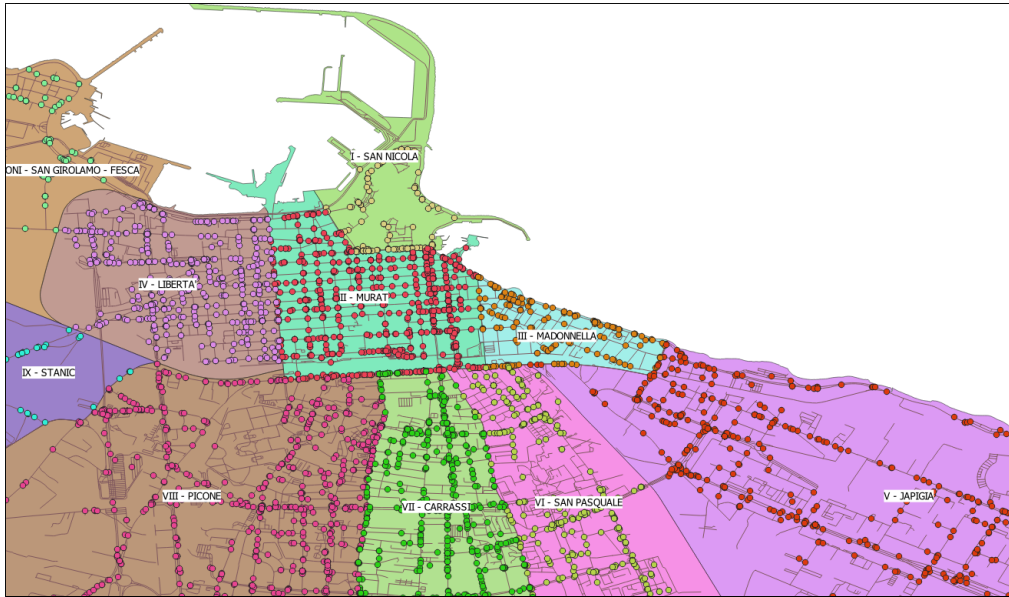 I - SAN NICOLA
ONI - SAN GIROLAMO - FESCA
IV - LIBERTA'
II - MURAT
III - MADONNELLA
IX - STANIC
VIII - PICONE
VII - CARRASSI
VI - SAN PASQUALE
V - JAPIGIA